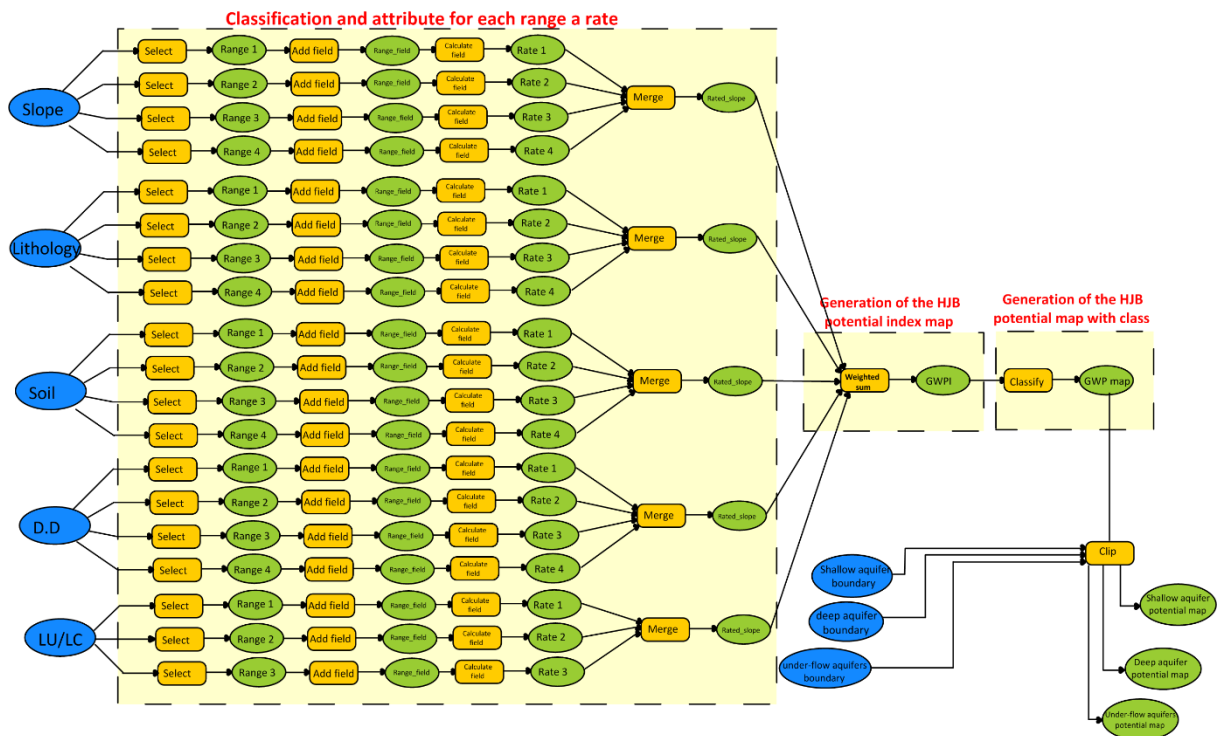 Classification and attribute for each range a rate
Slope
Select
Range 1
Add field
Range_field
Calculate
field
Rate 1
Select
Range 2
Add field
Range_field
Calculate
field
Rate 2
Select
Range 3
Add field
Range_field
Calculate
field
Rate 3
Select
Range 4
Add field
Range_field
Calculate
field
Rate 4
Merge
Rated_slope
Lithology
Select
Range 1
Add field
Range_field
Calculate
field
Rate 1
Select
Range 2
Add field
Range_field
Calculate
field
Rate 2
Select
Range 3
Add field
Range_field
Calculate
field
Rate 3
Select
Range 4
Add field
Range_field
Calculate
field
Rate 4
Merge
Rated_slope
Soil
Select
Range 1
Add field
Range_field
Calculate
field
Rate 1
Select
Range 2
Add field
Range_field
Calculate
field
Rate 2
Select
Range 3
Add field
Range_field
Calculate
field
Rate 3
Select
Range 4
Add field
Range_field
Calculate
field
Rate 4
Merge
Rated_slope
D.D
Select
Range 1
Add field
Range_field
Calculate
field
Rate 1
Select
Range 2
Add field
Range_field
Calculate
field
Rate 2
Select
Range 3
Add field
Range_field
Calculate
field
Rate 3
Select
Range 4
Add field
Range_field
Calculate
field
Rate 4
Merge
Rated_slope
LU/LC
Select
Range 1
Add field
Range_field
Calculate
field
Rate 1
Select
Range 2
Add field
Range_field
Calculate
field
Rate 2
Select
Range 3
Add field
Range_field
Calculate
field
Rate 3
Merge
Rated_slope
Generation of the HJB
potential index map
Weighted
sum
GWPI
Generation of the HJB
potential map with class
Classify
GWP map
Clip
Shallow aquifer
boundary
deep aquifer
boundary
under-flow aquifers
boundary
Shallow aquifer
potential map
Deep aquifer
potential map
Under-flow aquifers
potential map